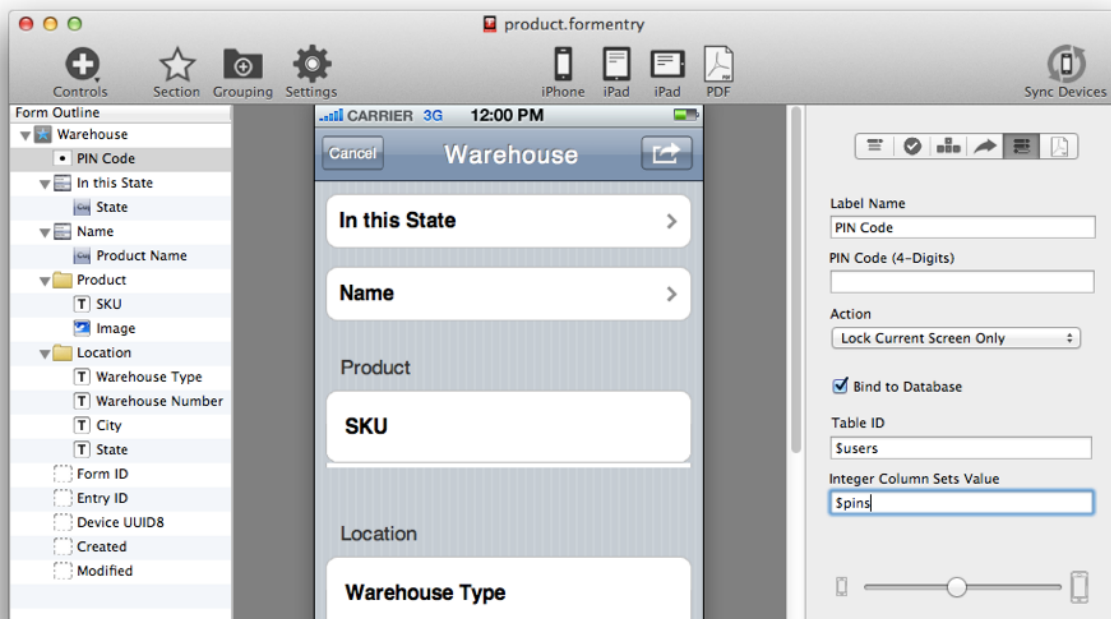 product.formentry
Controls
Section
Grouping
Settings
iPhone
iPad
iPad
PDF
Sync Devices
Form Outline
Warehouse
PIN Code
In this State
State
Name
Product Name
Product
SKU
Image
Location
Warehouse Type
Warehouse Number
City
State
Form ID
Entry ID
Device UUID8
Created
Modified
CARRIER 3G 12:00 PM
Cancel
Warehouse
In this State
Name
Product
SKU
Location
Warehouse Type
Label Name
PIN Code
PIN Code (4-Digits)
Action
Lock Current Screen Only
Bind to Database
Table ID
$users
Integer Column Sets Value
$pins